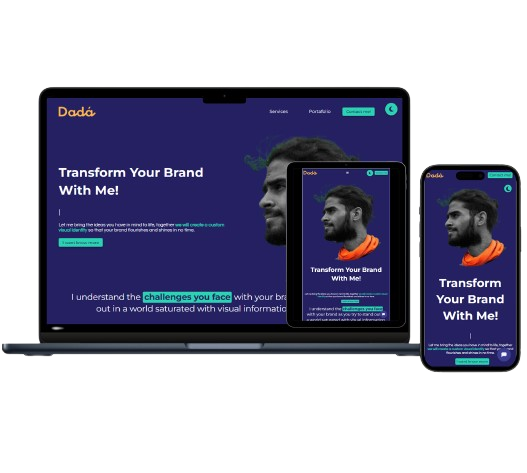 Dadá
Services
Portafolio
Contact me!
Transform Your Brand
With Me!
Let me bring the ideas you have in mind to life, together we will create a custom
visual identity so that your brand flourishes and shines in no time.
I want know more
I understand the challenges you face with your bra
out in a world saturated with visual informatio
Dadá
Transform Your Brand
With Me!
I understand the challenges you face
with your brand as you try to stand out
in a world saturated with visual information
Dadá
Contact me!
Transform
Your Brand
With Me!
Let me bring the ideas you have in mind to life, together
we will create a custom visual identity so that your brand
flourishes and shines in no time.